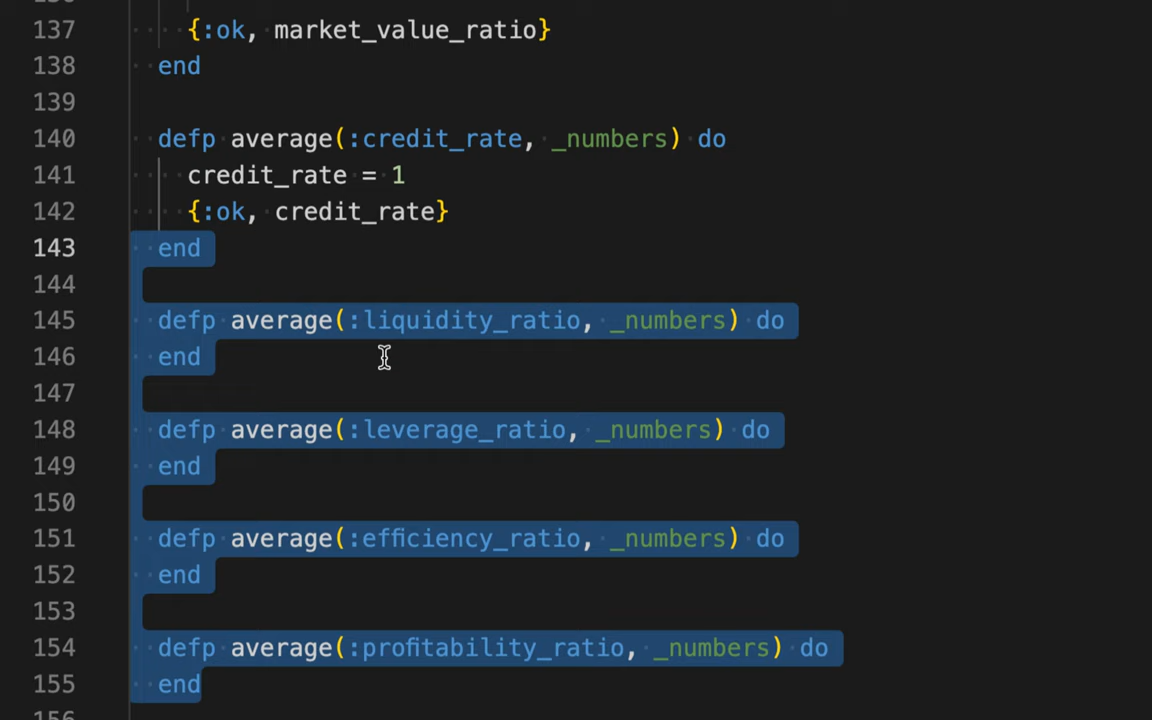 137 {:ok, market_value_ratio}
138 end
139
140 defp average(:credit_rate, _numbers) do
141 credit_rate = 1
142 {:ok, credit_rate}
143 end
144
145 defp average(:liquidity_ratio, _numbers) do
146 end
147
148 defp average(:leverage_ratio, _numbers) do
149 end
150
151 defp average(:efficiency_ratio, _numbers) do
152 end
153
154 defp average(:profitability_ratio, _numbers) do
155 end
156